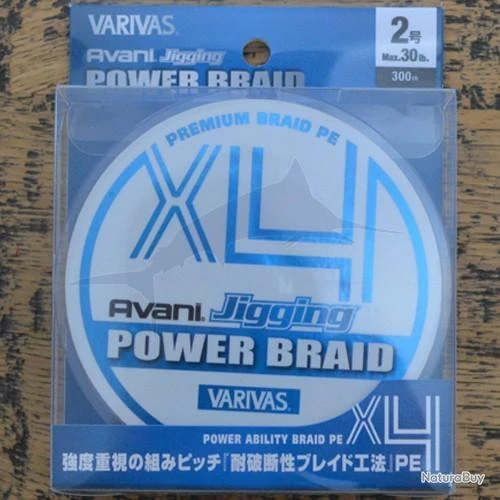 VARIVAS®
Avani Jigging
POWER BRAID
2号
Max.30lb.
300m
PREMIUM BRAID PE
X4
Avani® Jigging
POWER BRAID
VARIVAS®
POWER ABILITY BRAID PE X4
強度重視の組みピッチ『耐破断性ブレイド工法』PE
NaturaBuy